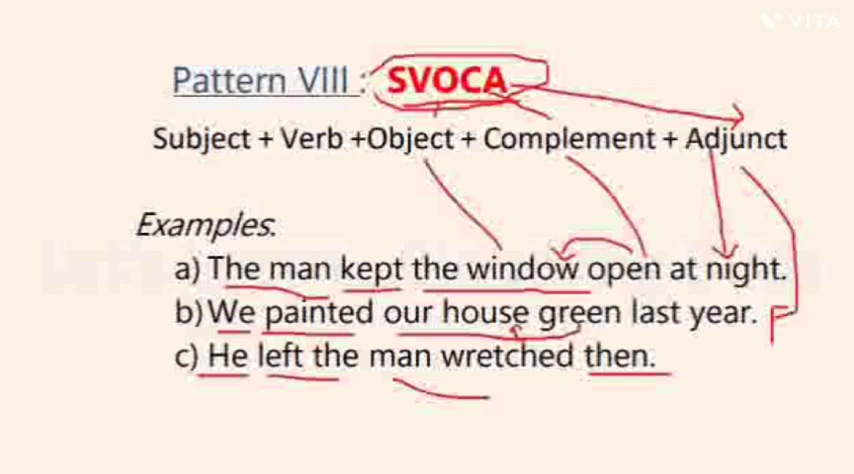 VITA
Pattern VIII : SVOCA
Subject + Verb +Object + Complement + Adjunct
Examples:
a) The man kept the window open at night.
b) We painted our house green last year.
c) He left the man wretched then.